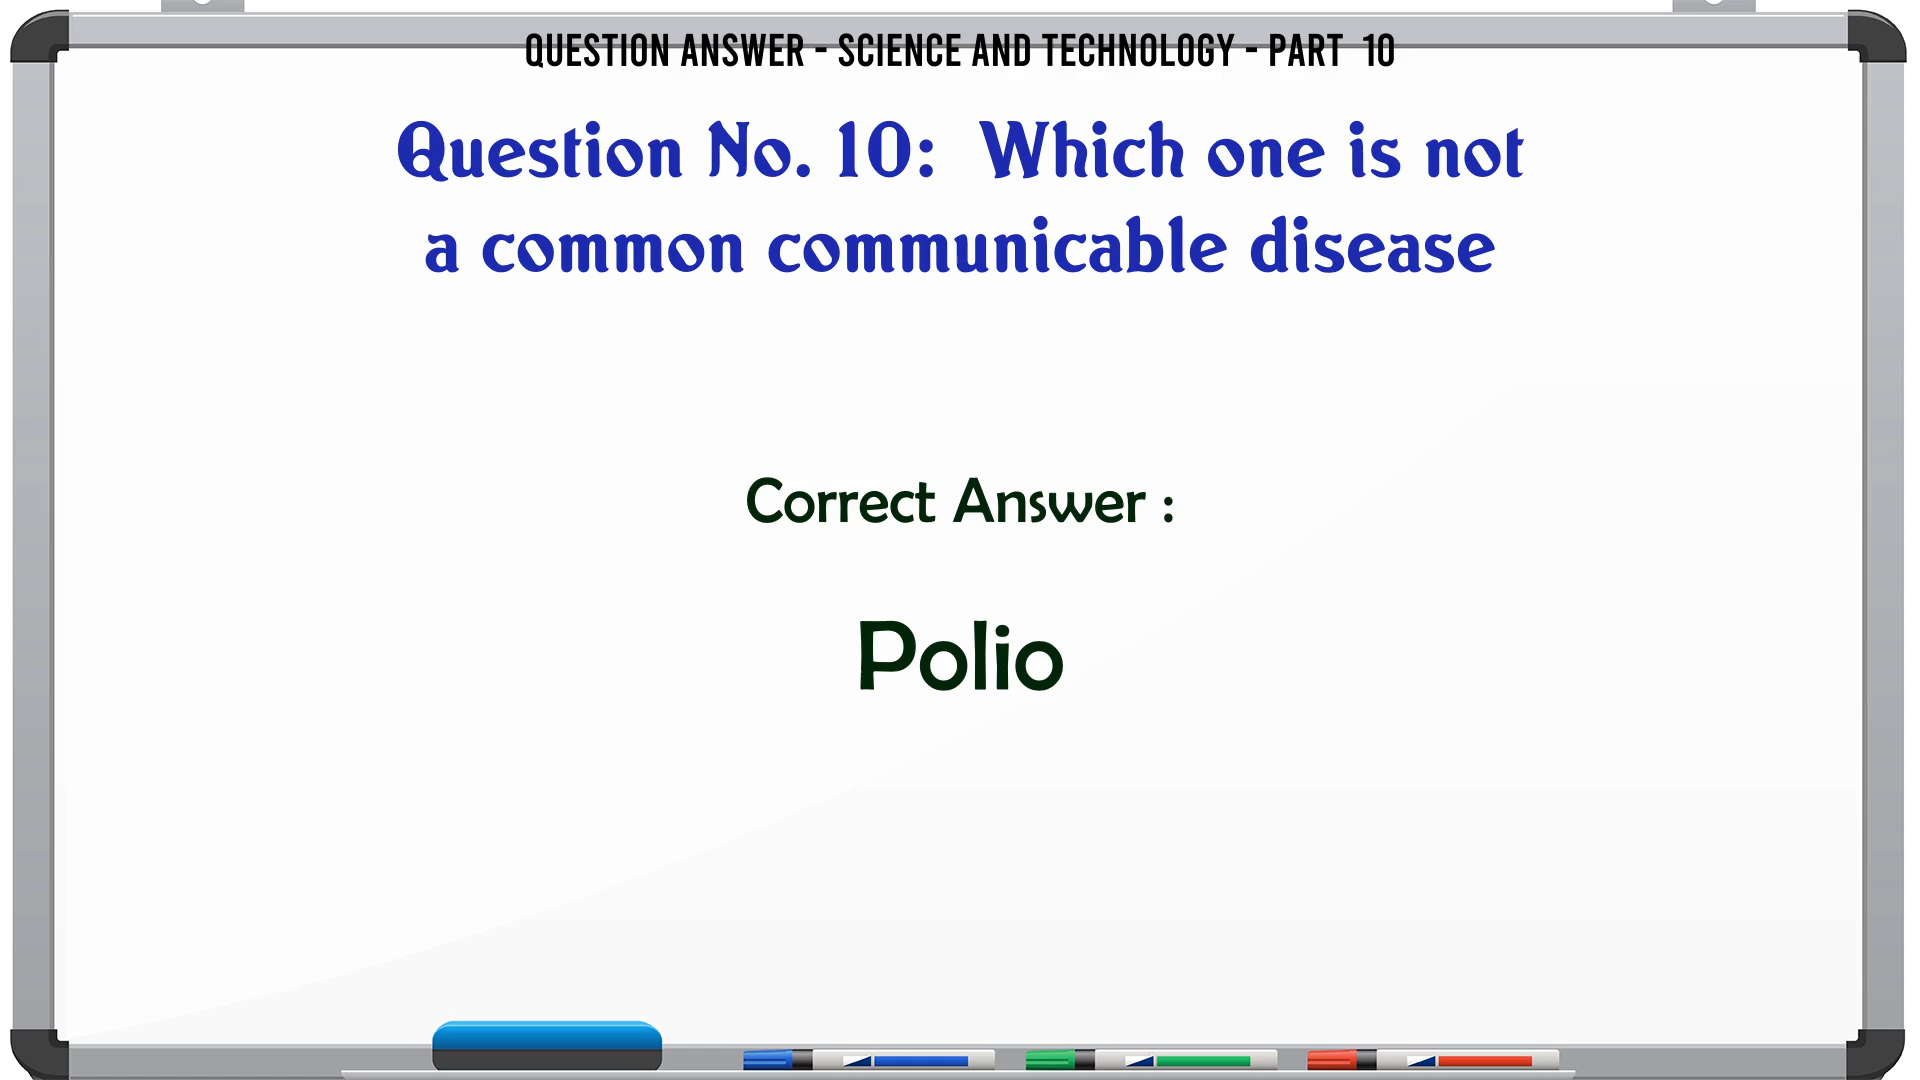 QUESTION ANSWER - SCIENCE AND TECHNOLOGY - PART 10
Question No. 10: Which one is not
a common communicable disease
Correct Answer :
Polio